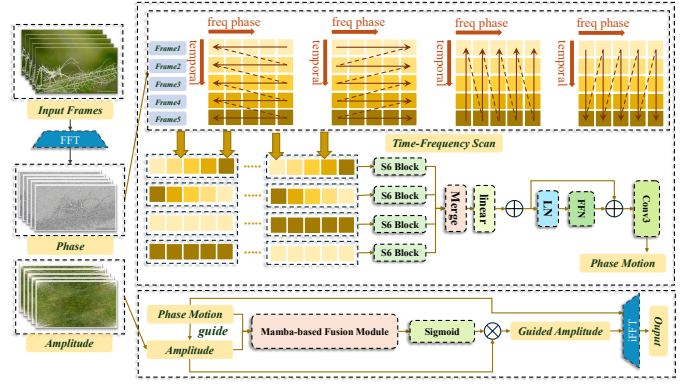 freq phase
freq phase
freq phase
freq phase
temporal
temporal
temporal
temporal
Frame1
Frame2
Frame3
Frame4
Frame5
Input Frames
FFT
Phase
Amplitude
Time-Frequency Scan
S6 Block
S6 Block
S6 Block
S6 Block
Merge
linear
LN
FFN
Conv3
Phase Motion
Phase Motion
guide
Amplitude
Mamba-based Fusion Module
Sigmoid
Guided Amplitude
iFFT
Ouput